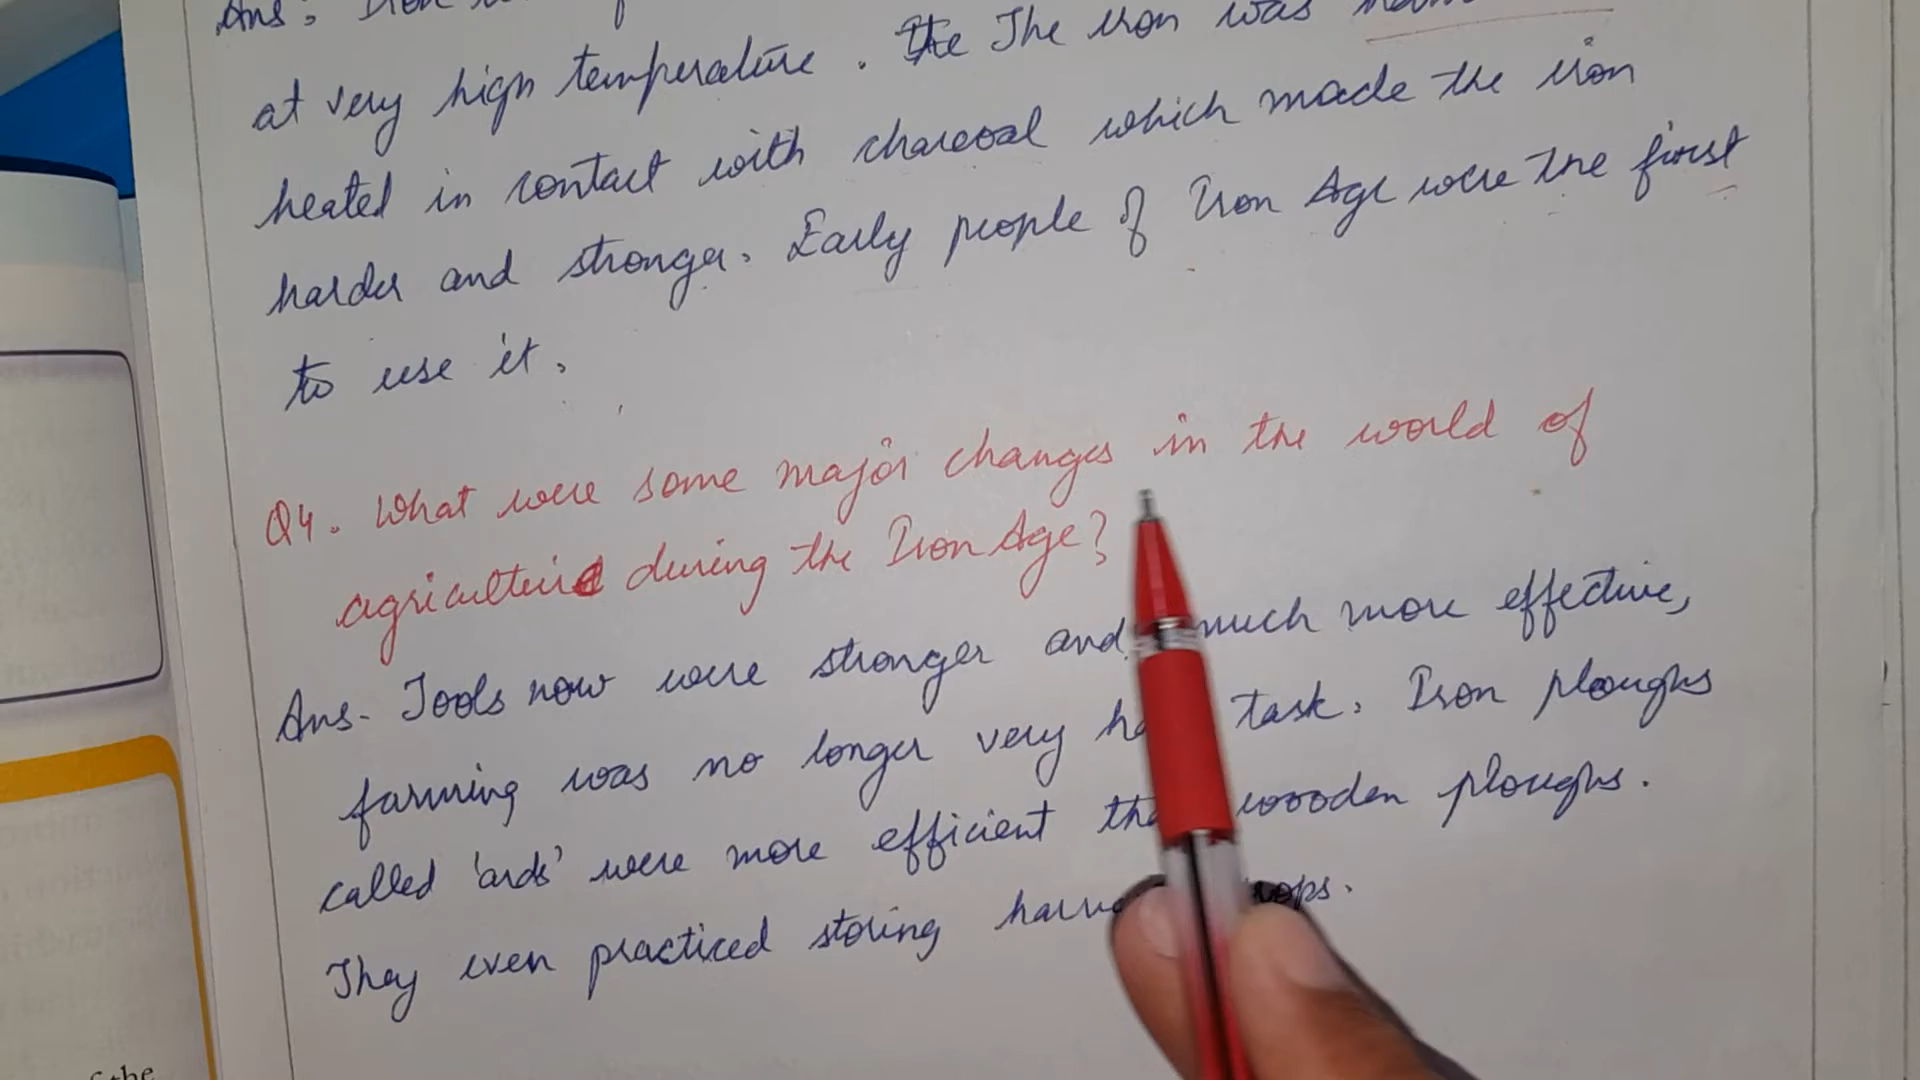 Ans:
at very high temperature. The The iron was
heated in contact with charcoal which made the iron
harder and stronger. Early people of Iron Age were the first
to use it.
Q4. What were some major changes in the world of
agriculture during the Iron Age?
Ans- Tools now were stronger and much more effective,
farming was no longer very task. Iron ploughs
called 'ards' were more efficient wooden ploughs.
They even practiced storing